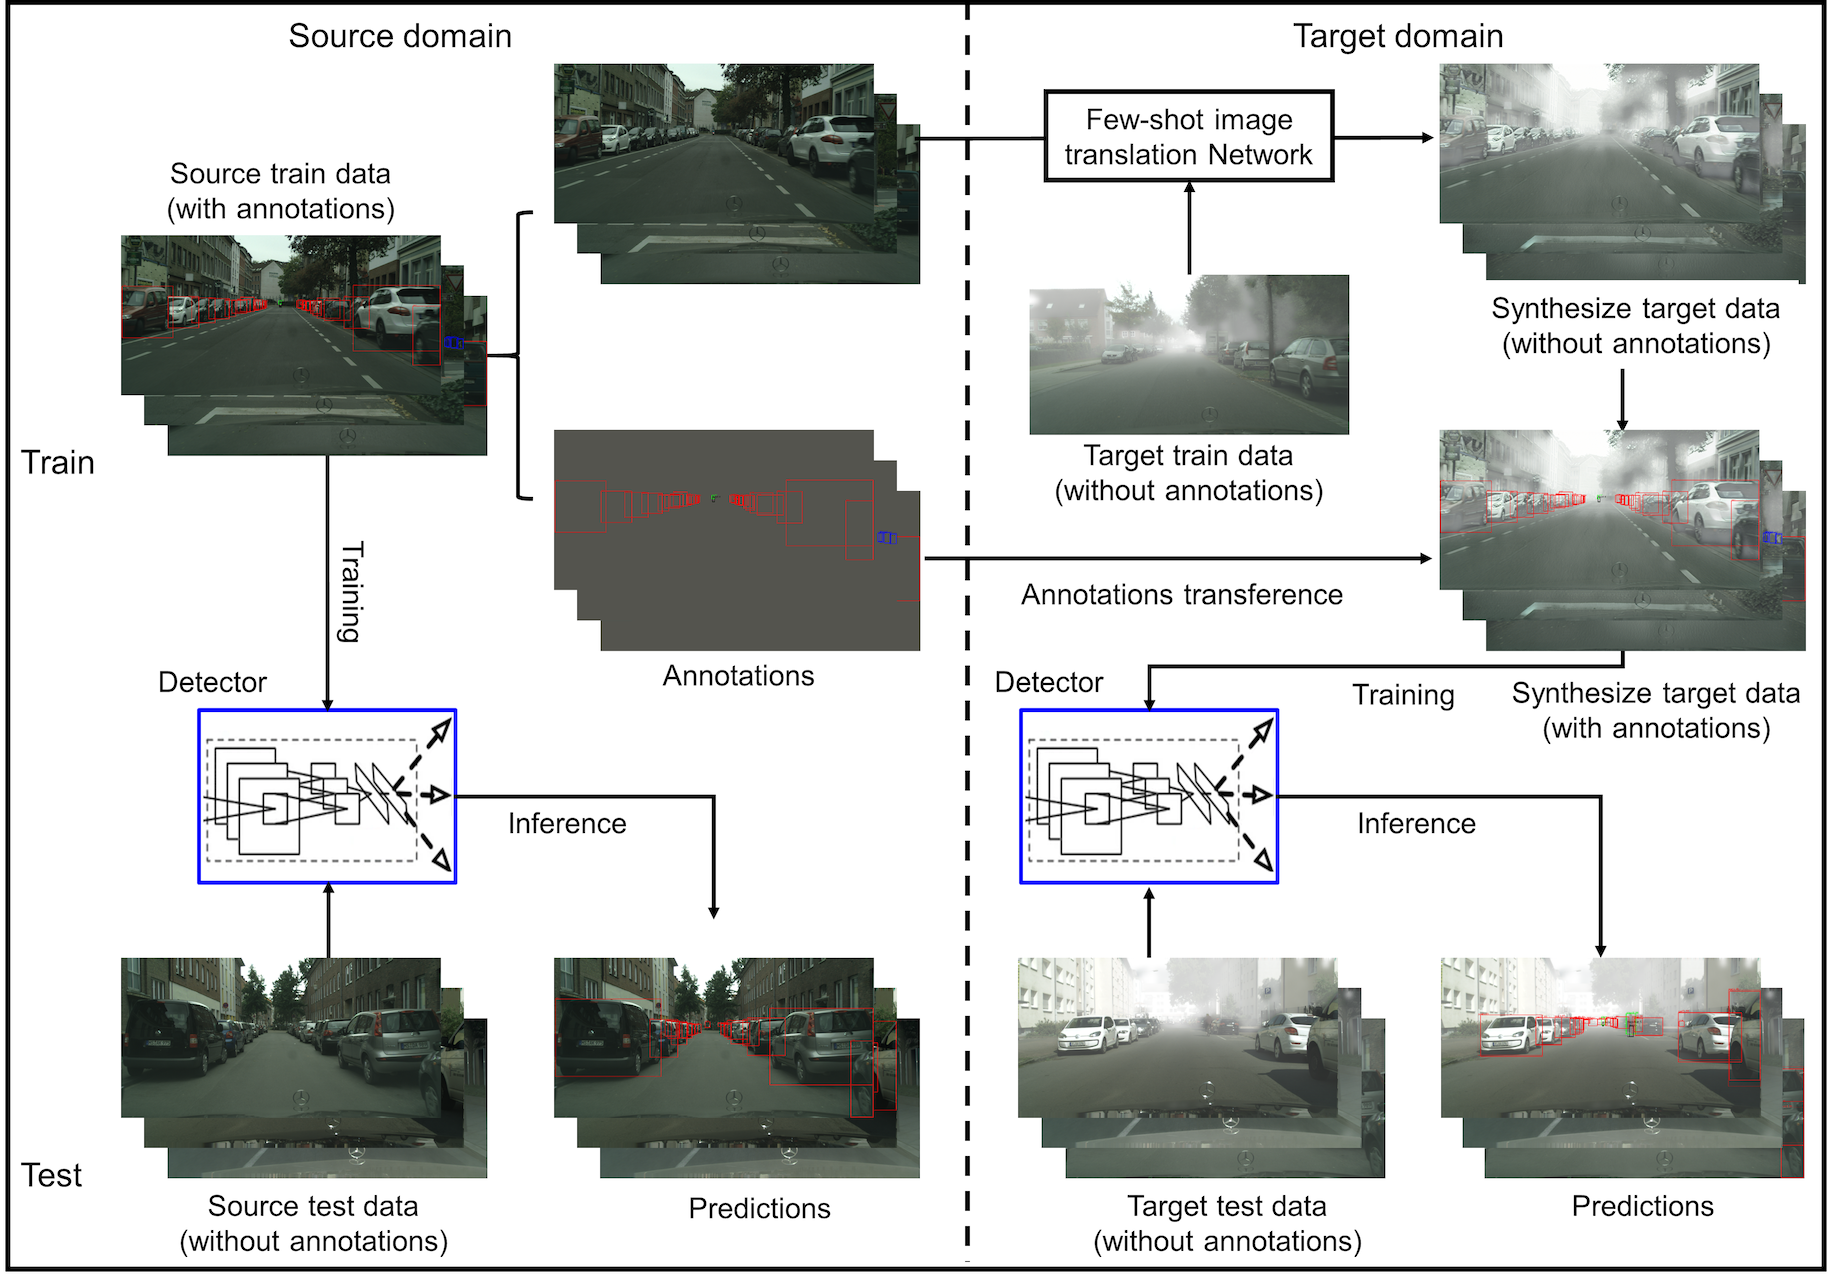 Source domain
Target domain
Few-shot image
translation Network
Source train data
(with annotations)
Synthesize target data
(without annotations)
Train
Target train data
(without annotations)
Training
Annotations transference
Annotations
Detector
Detector
Training
Synthesize target data
(with annotations)
Inference
Inference
Test
Source test data
(without annotations)
Predictions
Target test data
(without annotations)
Predictions